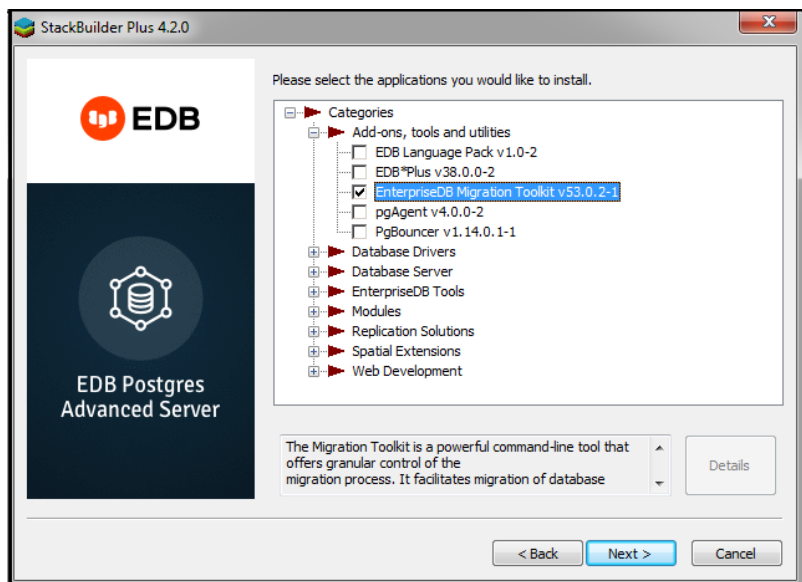 StackBuilder Plus 4.2.0
EDB
EDB Postgres
Advanced Server
Please select the applications you would like to install.
Categories
Add-ons, tools and utilities
EDB Language Pack v1.0-2
EDB*Plus v38.0.0-2
EnterpriseDB Migration Toolkit v53.0.2-1
pgAgent v4.0.0-2
PgBouncer v1.14.0.1-1
Database Drivers
Database Server
EnterpriseDB Tools
Modules
Replication Solutions
Spatial Extensions
Web Development
The Migration Toolkit is a powerful command-line tool that
offers granular control of the
migration process. It facilitates migration of database
Details
< Back
Next >
Cancel